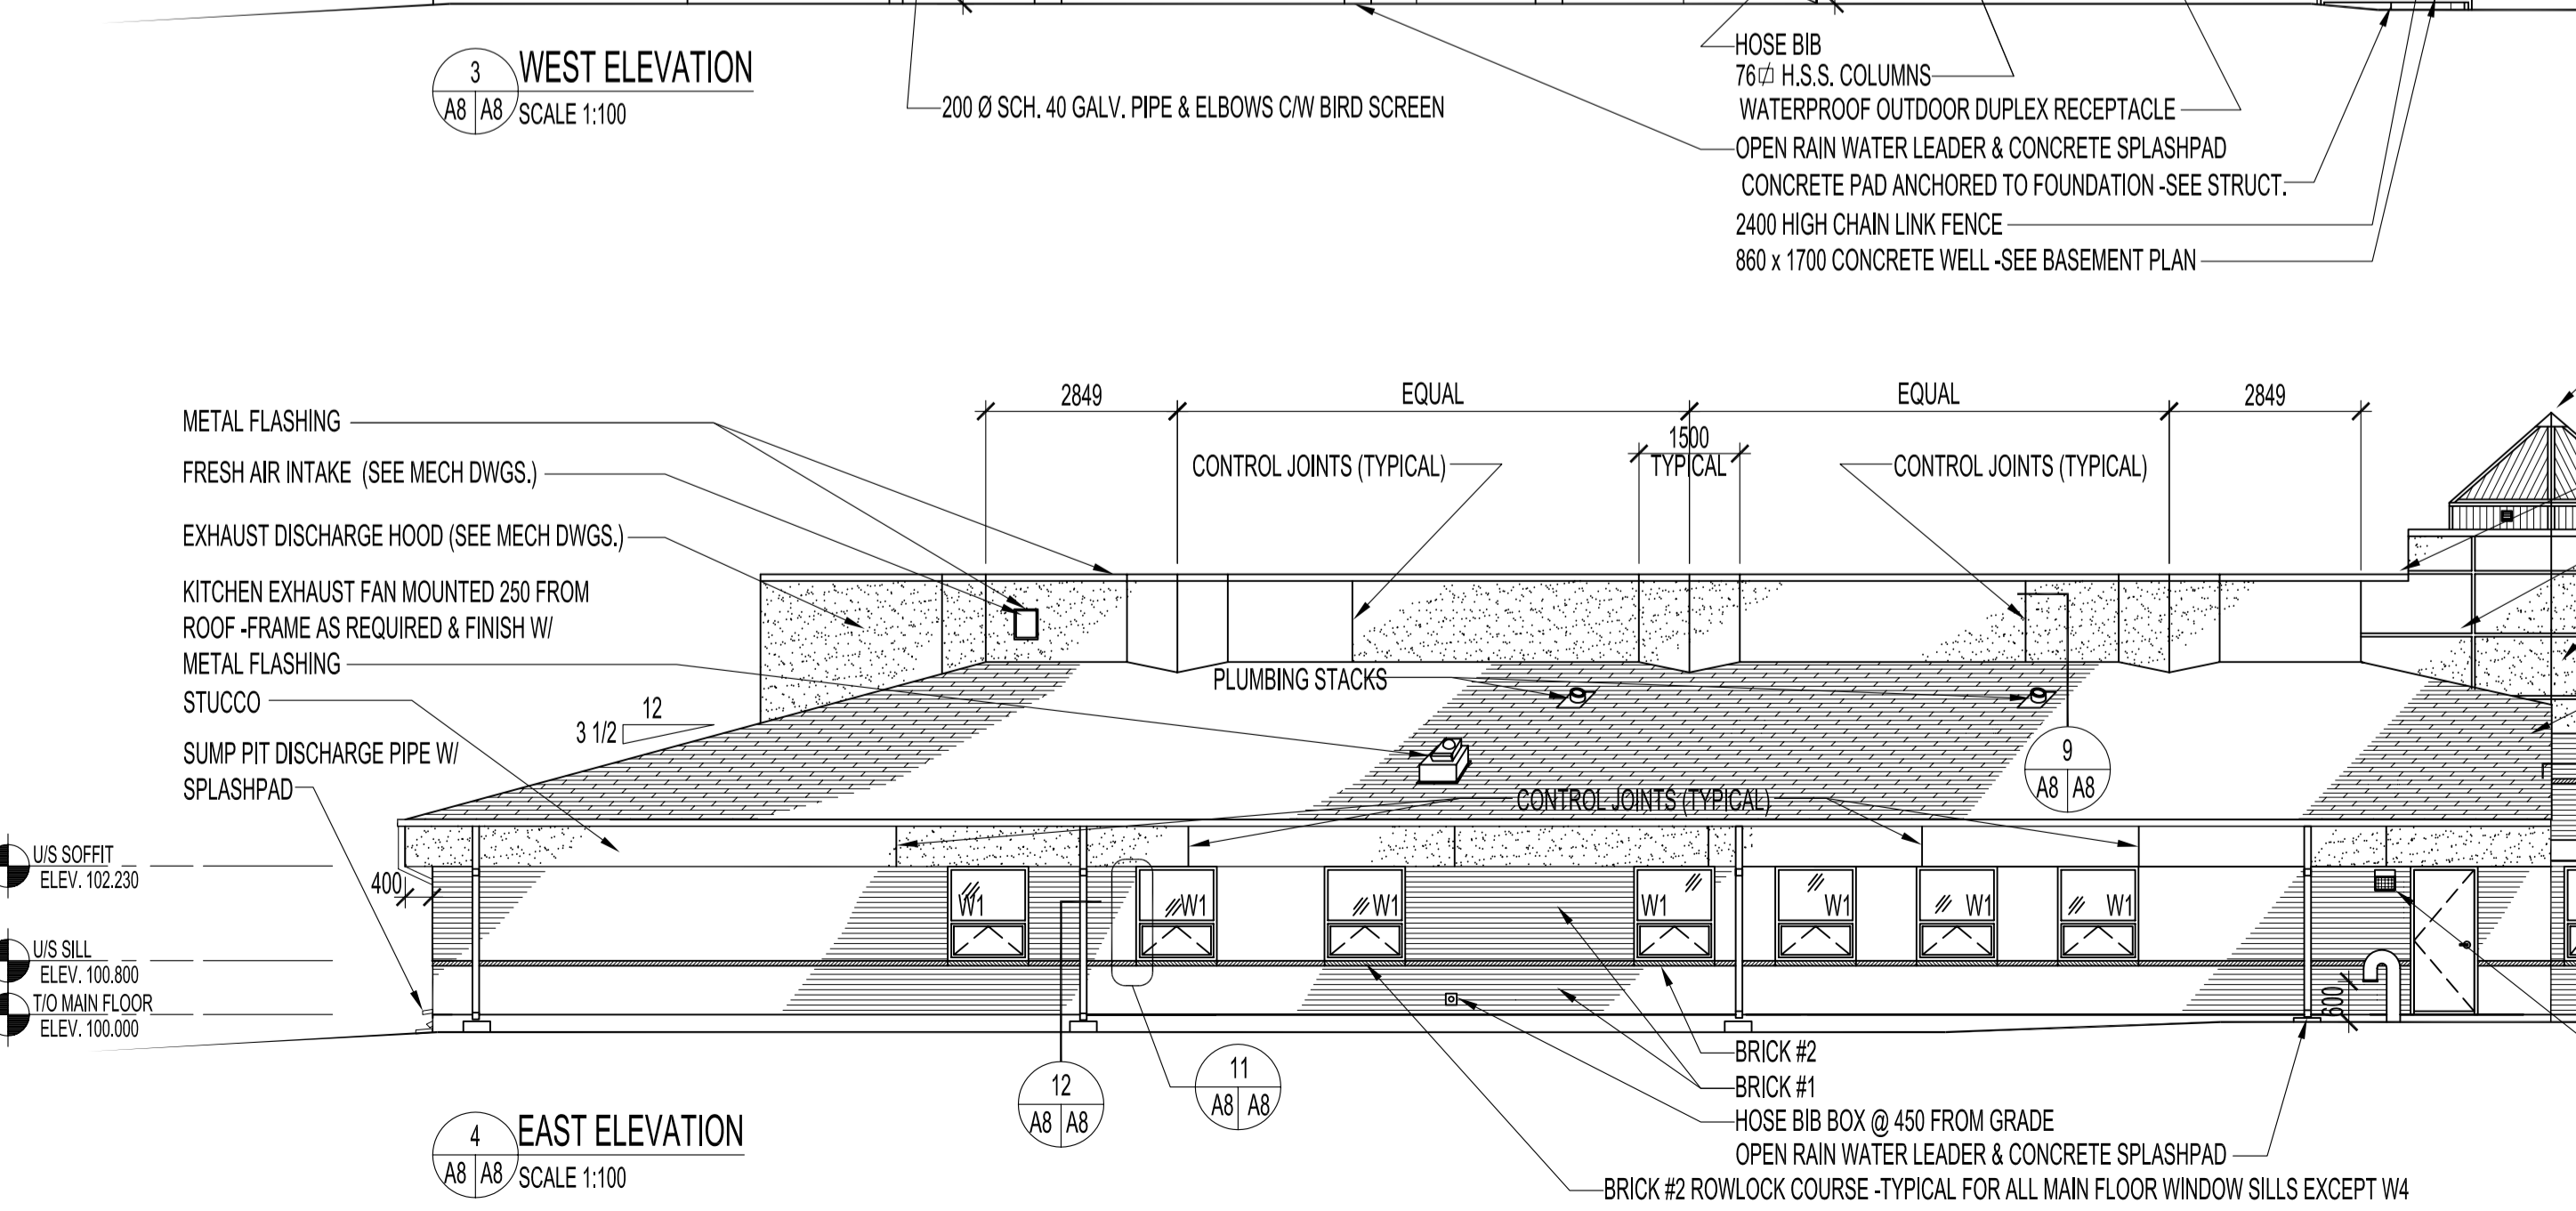 3
A8 A8
WEST ELEVATION
SCALE 1:100
200 Ø SCH. 40 GALV. PIPE & ELBOWS C/W BIRD SCREEN
HOSE BIB
76⌷ H.S.S. COLUMNS
WATERPROOF OUTDOOR DUPLEX RECEPTACLE
OPEN RAIN WATER LEADER & CONCRETE SPLASHPAD
CONCRETE PAD ANCHORED TO FOUNDATION -SEE STRUCT.
2400 HIGH CHAIN LINK FENCE
860 x 1700 CONCRETE WELL -SEE BASEMENT PLAN
2849
EQUAL
EQUAL
2849
1500
TYPICAL
METAL FLASHING
FRESH AIR INTAKE (SEE MECH DWGS.)
EXHAUST DISCHARGE HOOD (SEE MECH DWGS.)
KITCHEN EXHAUST FAN MOUNTED 250 FROM
ROOF -FRAME AS REQUIRED & FINISH W/
METAL FLASHING
STUCCO
SUMP PIT DISCHARGE PIPE W/
SPLASHPAD
CONTROL JOINTS (TYPICAL)
CONTROL JOINTS (TYPICAL)
PLUMBING STACKS
12
3 1/2
9
A8 A8
CONTROL JOINTS (TYPICAL)
U/S SOFFIT
ELEV. 102.230
400
U/S SILL
ELEV. 100.800
T/O MAIN FLOOR
ELEV. 100.000
W1
W1
W1
W1
W1
W1
W1
600
12
A8 A8
11
A8 A8
BRICK #2
BRICK #1
HOSE BIB BOX @ 450 FROM GRADE
OPEN RAIN WATER LEADER & CONCRETE SPLASHPAD
BRICK #2 ROWLOCK COURSE -TYPICAL FOR ALL MAIN FLOOR WINDOW SILLS EXCEPT W4
4
A8 A8
EAST ELEVATION
SCALE 1:100